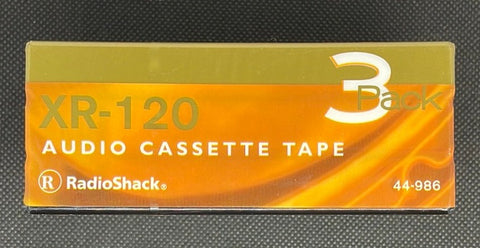 3 Pack
XR-120
AUDIO CASSETTE TAPE
R RadioShack®
44-986